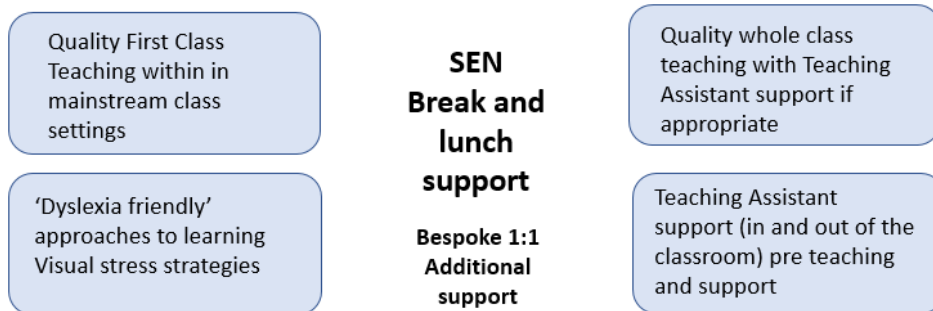 Quality First Class
Teaching within in
mainstream class
settings
‘Dyslexia friendly’
approaches to learning
Visual stress strategies
SEN
Break and
lunch
support
Bespoke 1:1
Additional
support
Quality whole class
teaching with Teaching
Assistant support if
appropriate
Teaching Assistant
support (in and out of the
classroom) pre teaching
and support